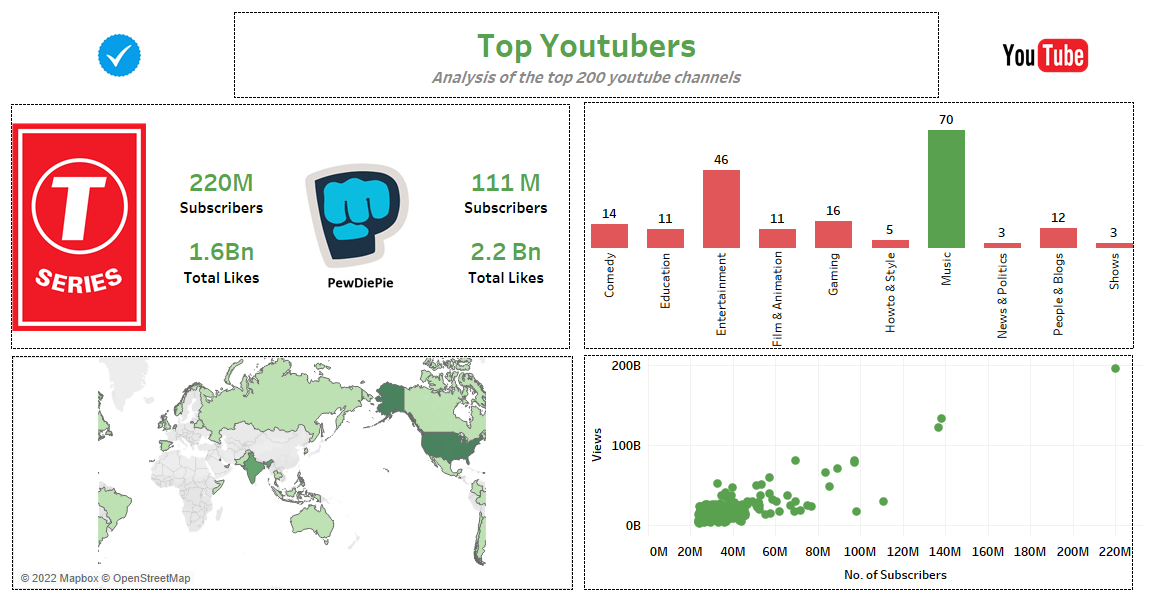 Top Youtubers
Analysis of the top 200 youtube channels
You Tube
T
SERIES
220M
Subscribers
1.6Bn
Total Likes
PewDiePie
111 M
Subscribers
2.2 Bn
Total Likes
14
11
46
11
16
5
70
3
12
3
Comedy
Education
Entertainment
Film & Animation
Gaming
Howto & Style
Music
News & Politics
People & Blogs
Shows
© 2022 Mapbox © OpenStreetMap
200B
100B
0B
Views
0M 20M 40M 60M 80M 100M 120M 140M 160M 180M 200M 220M
No. of Subscribers